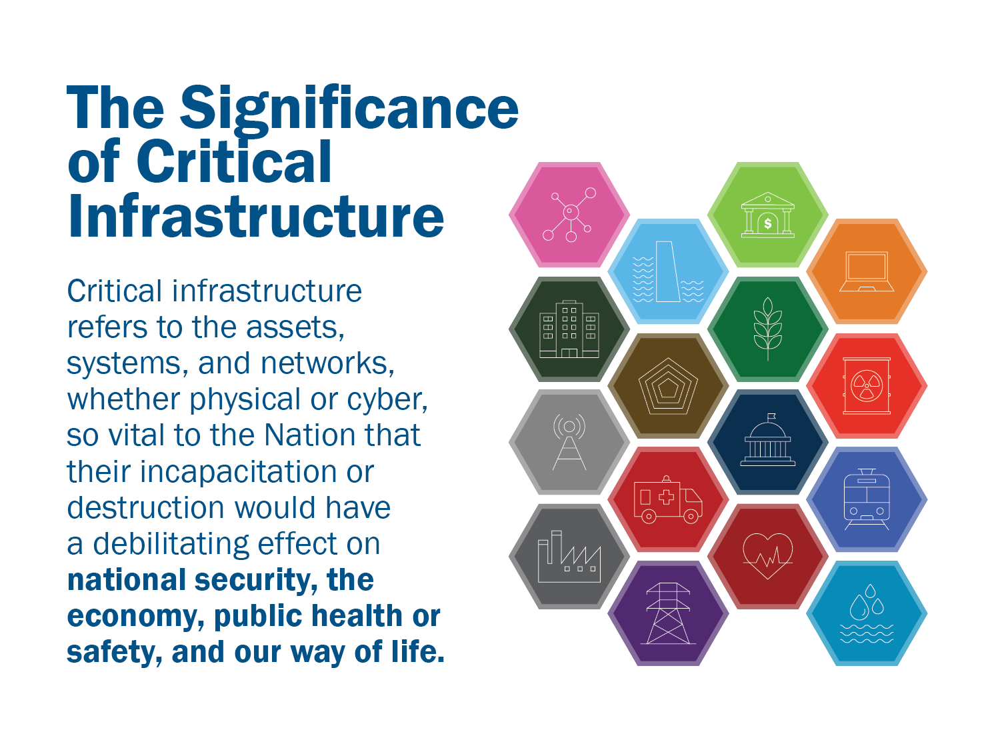 The Significance
of Critical
Infrastructure
Critical infrastructure
refers to the assets,
systems, and networks,
whether physical or cyber,
so vital to the Nation that
their incapacitation or
destruction would have
a debilitating effect on
national security, the
economy, public health or
safety, and our way of life.
$